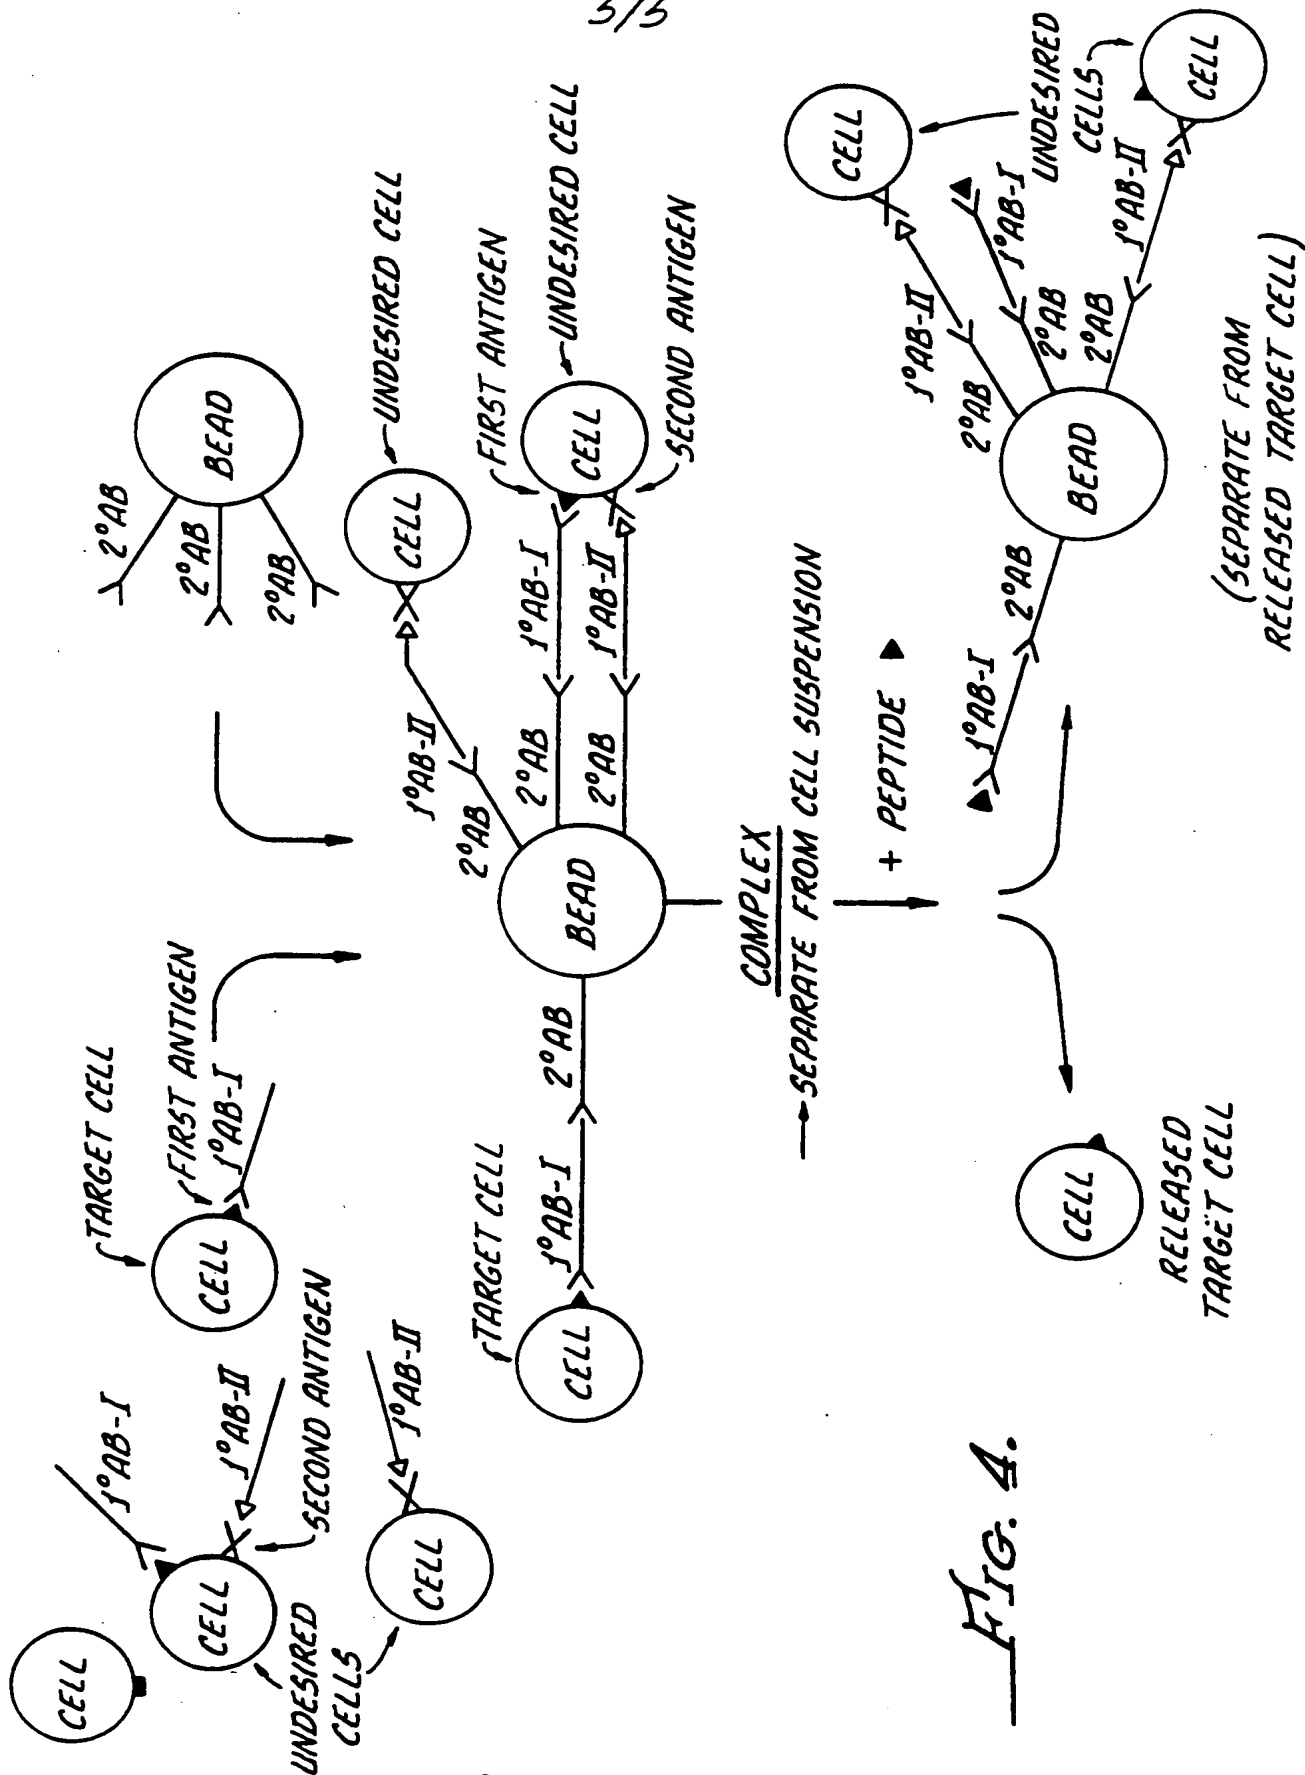 3/3
CELL
1°AB-I
CELL
1°AB-II
SECOND ANTIGEN
UNDESIRED
CELLS
CELL
1°AB-II
TARGET CELL
CELL
FIRST ANTIGEN
1°AB-I
2°AB
2°AB
2°AB
BEAD
TARGET CELL
CELL
1°AB-I
2°AB
BEAD
2°AB
1°AB-II
CELL
UNDESIRED CELL
2°AB
1°AB-I
FIRST ANTIGEN
CELL
UNDESIRED CELL
2°AB
1°AB-II
SECOND ANTIGEN
COMPLEX
SEPARATE FROM CELL SUSPENSION
+ PEPTIDE
CELL
RELEASED
TARGET CELL
1°AB-I
2°AB
BEAD
2°AB
1°AB-II
CELL
2°AB
1°AB-I
UNDESIRED
CELLS
2°AB
1°AB-II
CELL
(SEPARATE FROM
RELEASED TARGET CELL)
FIG. 4.